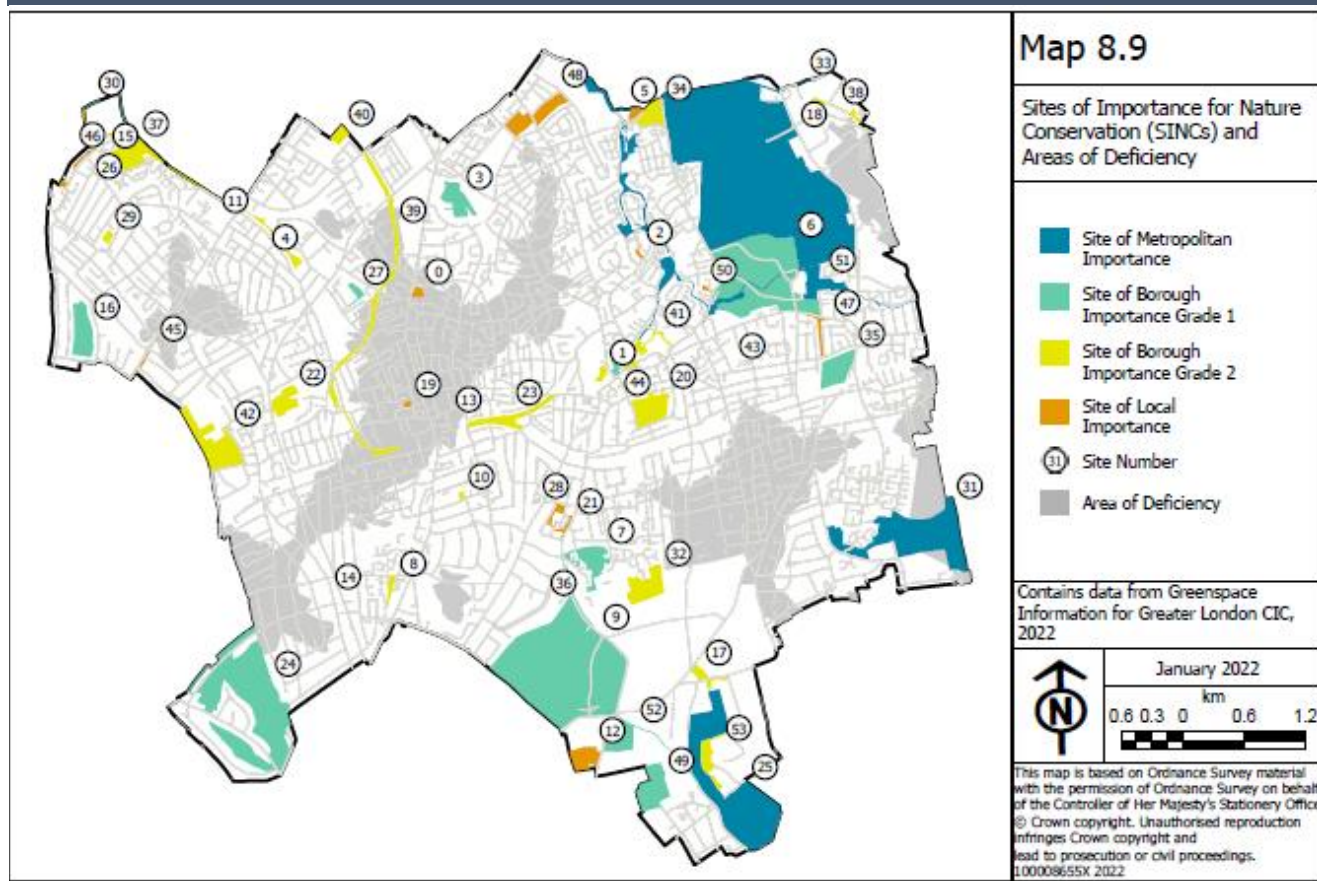 Map 8.9
Sites of Importance for Nature
Conservation (SINCs) and
Areas of Deficiency
Site of Metropolitan
Importance
Site of Borough
Importance Grade 1
Site of Borough
Importance Grade 2
Site of Local
Importance
31 Site Number
Area of Deficiency
Contains data from Greenspace
Information for Greater London CIC,
2022
N
January 2022
km
0.6 0.3 0 0.6 1.2
This map is based on Ordnance Survey material
with the permission of Ordnance Survey on behalf
of the Controller of Her Majesty's Stationery Office
© Crown copyright. Unauthorised reproduction
infringes Crown copyright and
lead to prosecution or civil proceedings.
100008655X 2022
30
33
48
5
34
38
40
18
46
15
37
26
3
11
39
29
4
2
6
27
0
50
51
16
47
41
45
35
43
1
22
19
44
20
13
23
42
10
28
31
21
7
8
32
14
36
9
24
17
52
12
53
49
25